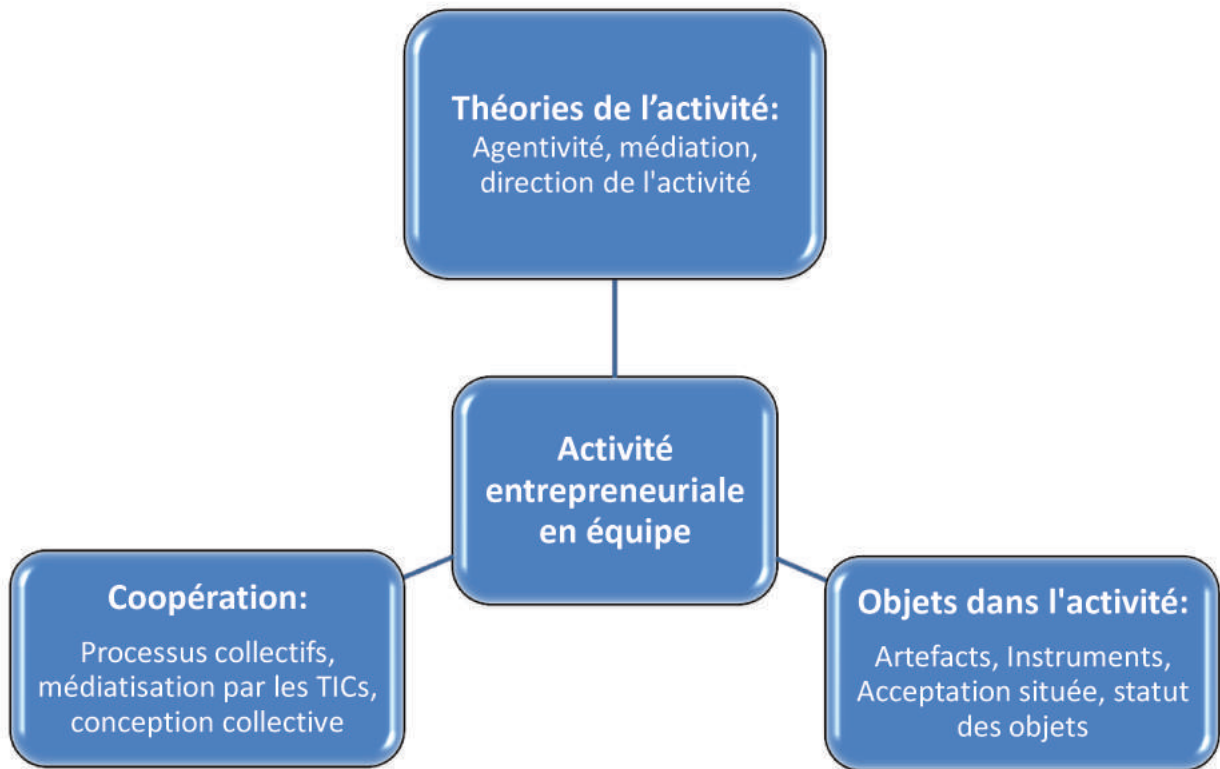 Théories de l’activité:
Agentivité, médiation,
direction de l'activité
Activité
entrepreneuriale
en équipe
Coopération:
Processus collectifs,
médiatisation par les TICs,
conception collective
Objets dans l'activité:
Artefacts, Instruments,
Acceptation située, statut
des objets